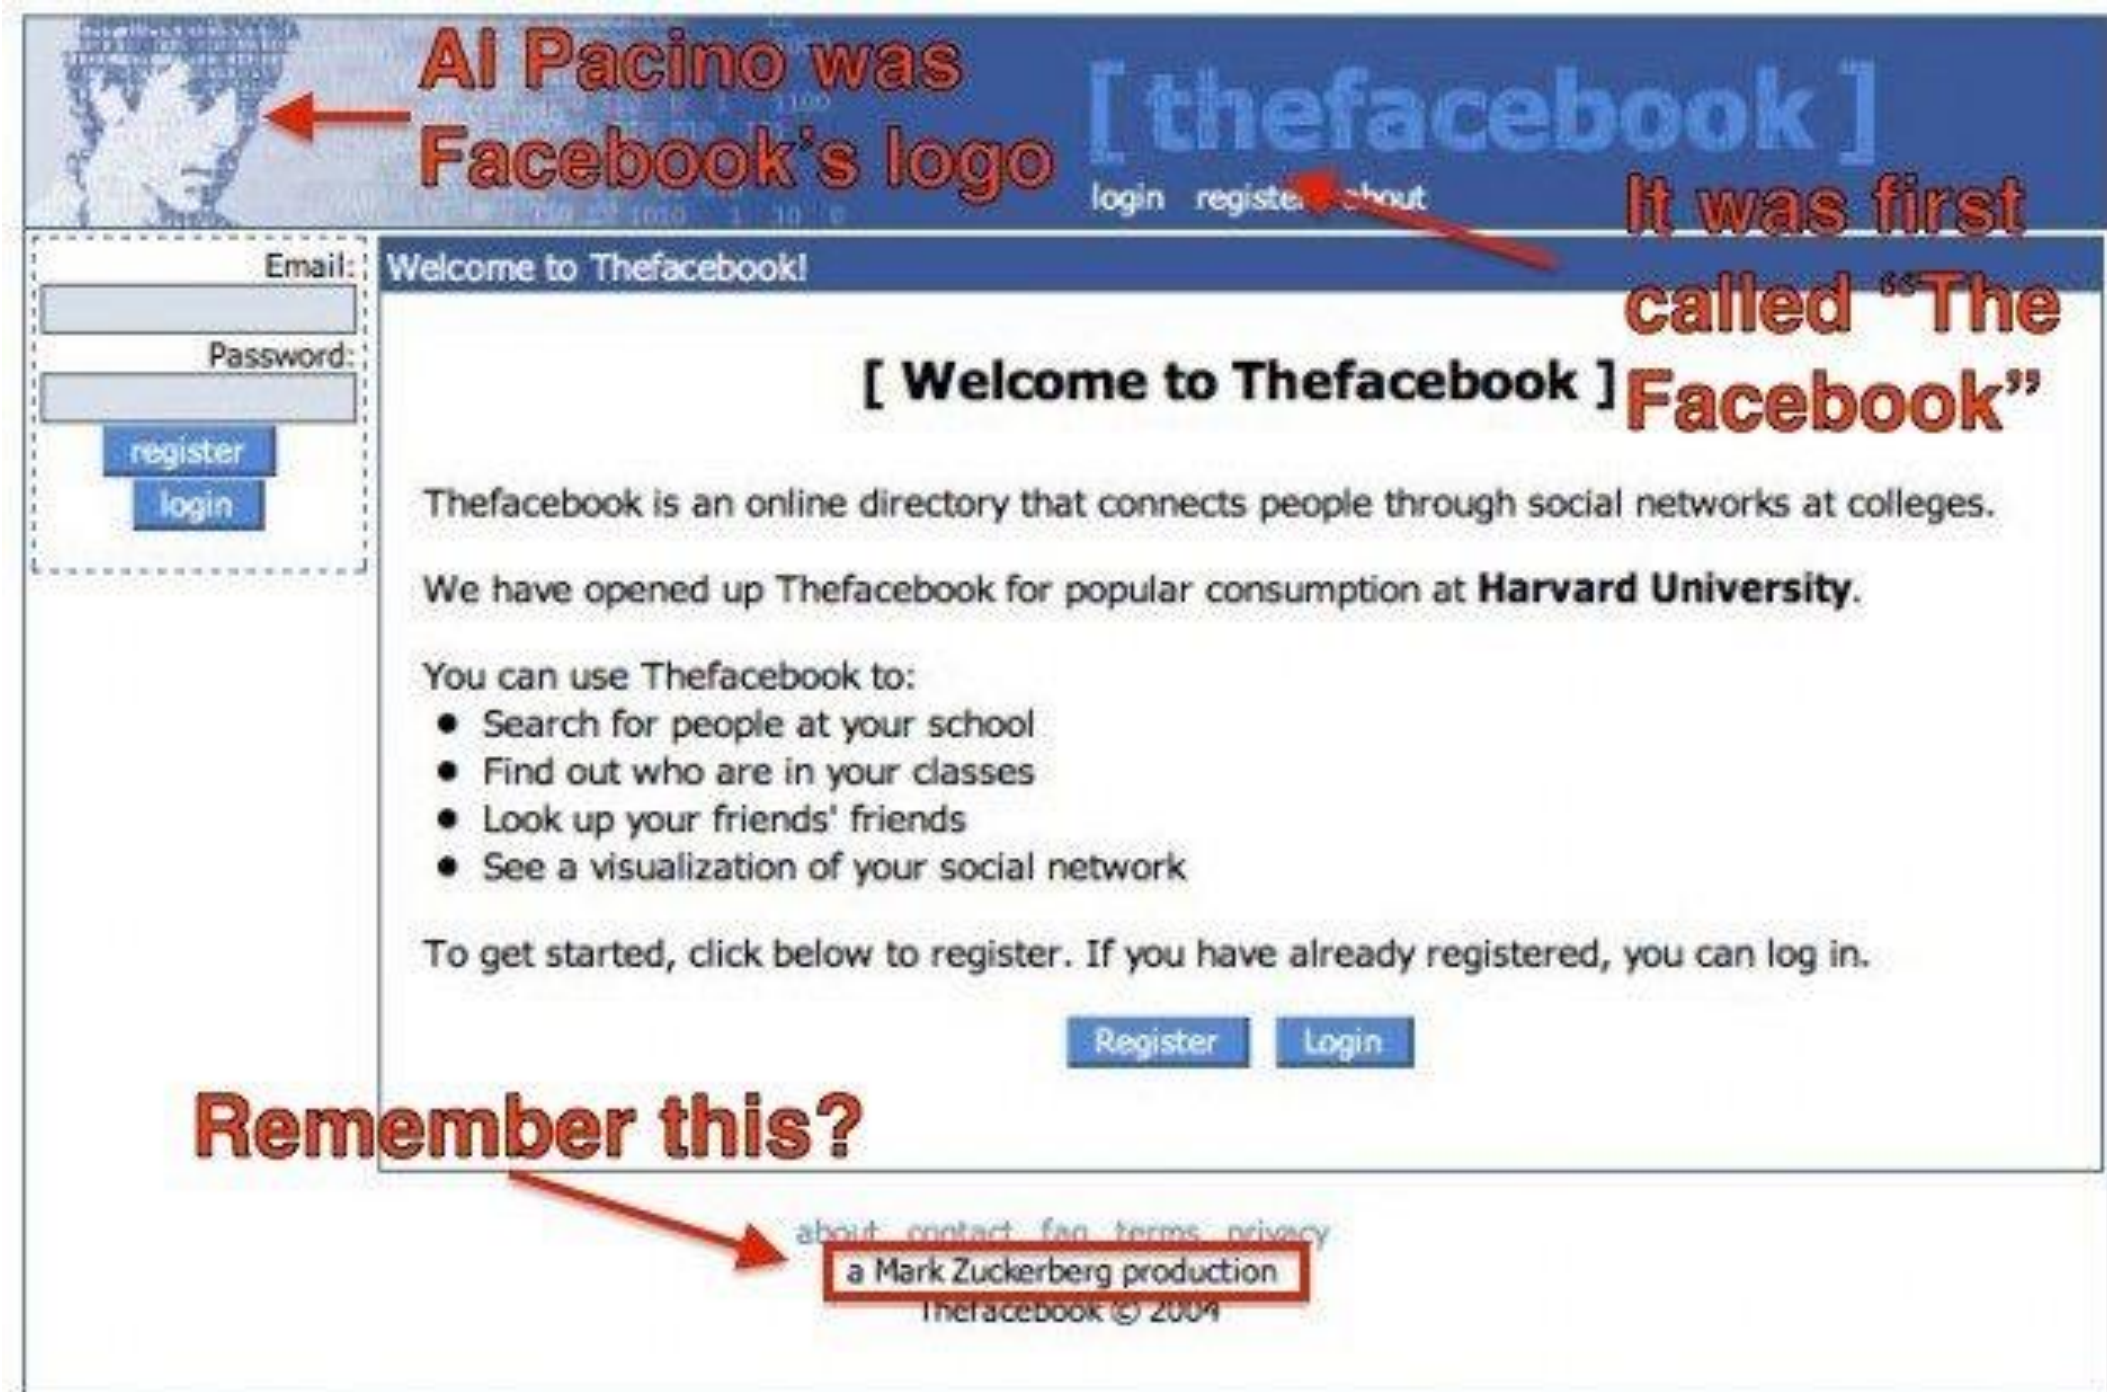 Al Pacino was
Facebook's logo
[ thefacebook ]
login register about
It was first
called “The
Facebook”
Email:
Password:
register
login
Welcome to Thefacebook!
[ Welcome to Thefacebook ]
Thefacebook is an online directory that connects people through social networks at colleges.
We have opened up Thefacebook for popular consumption at Harvard University.
You can use Thefacebook to:
• Search for people at your school
• Find out who are in your classes
• Look up your friends' friends
• See a visualization of your social network
To get started, click below to register. If you have already registered, you can log in.
Register Login
Remember this?
about contact faq terms privacy
a Mark Zuckerberg production
Thefacebook © 2004